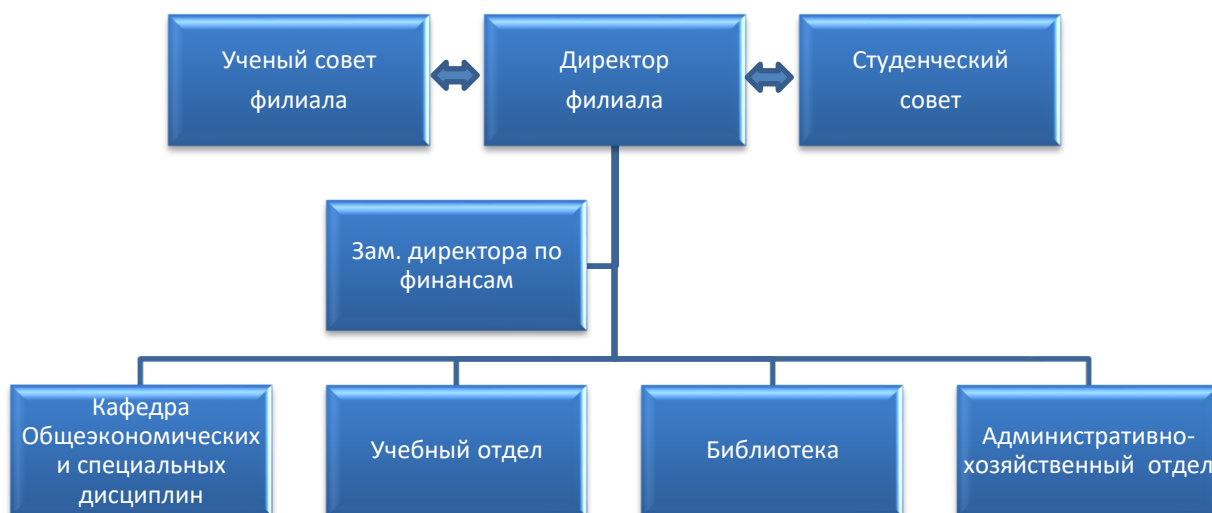 Ученый совет
филиала
Директор
филиала
Студенческий
совет
Зам. директора по
финансам
Кафедра
Общеэкономических
и специальных
дисциплин
Учебный отдел
Библиотека
Административно-
хозяйственный отдел